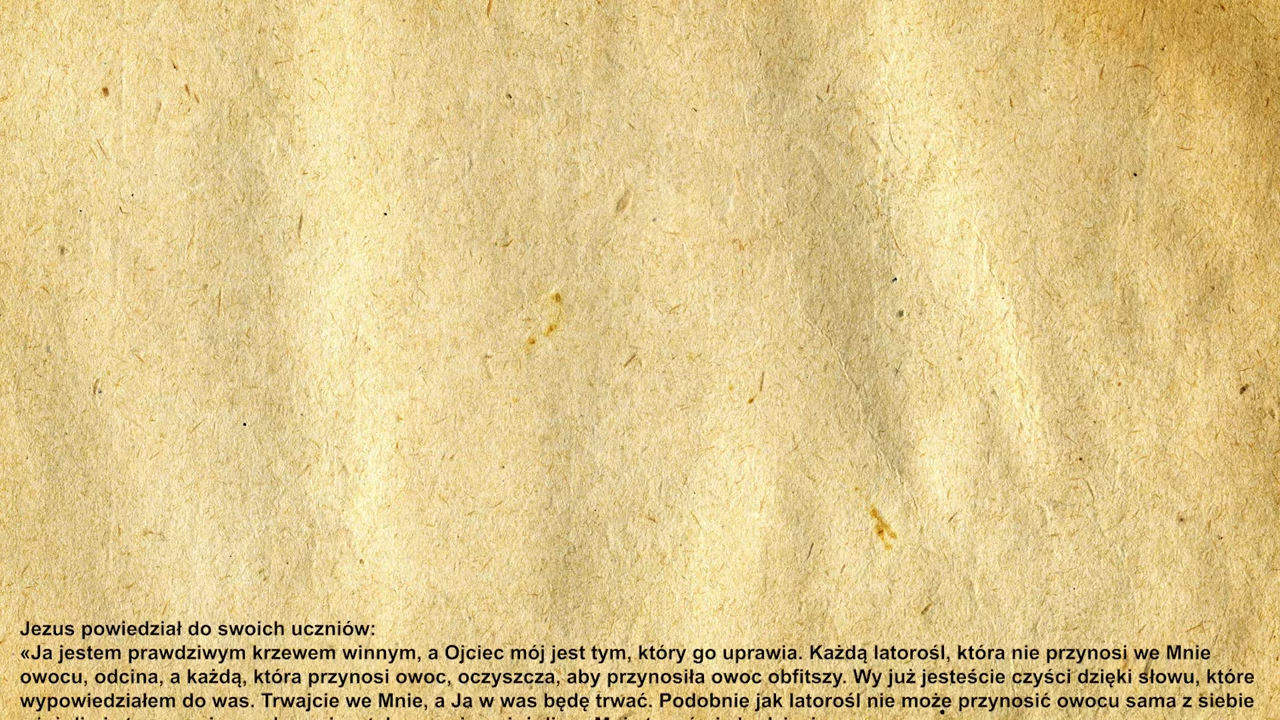 Jezus powiedział do swoich uczniów:
«Ja jestem prawdziwym krzewem winnym, a Ojciec mój jest tym, który go uprawia. Każdą latorośl, która nie przynosi we Mnie
owocu, odcina, a każdą, która przynosi owoc, oczyszcza, aby przynosiła owoc obfitszy. Wy już jesteście czyści dzięki słowu, które
wypowiedziałem do was. Trwajcie we Mnie, a Ja w was będę trwać. Podobnie jak latorośl nie może przynosić owocu sama z siebie